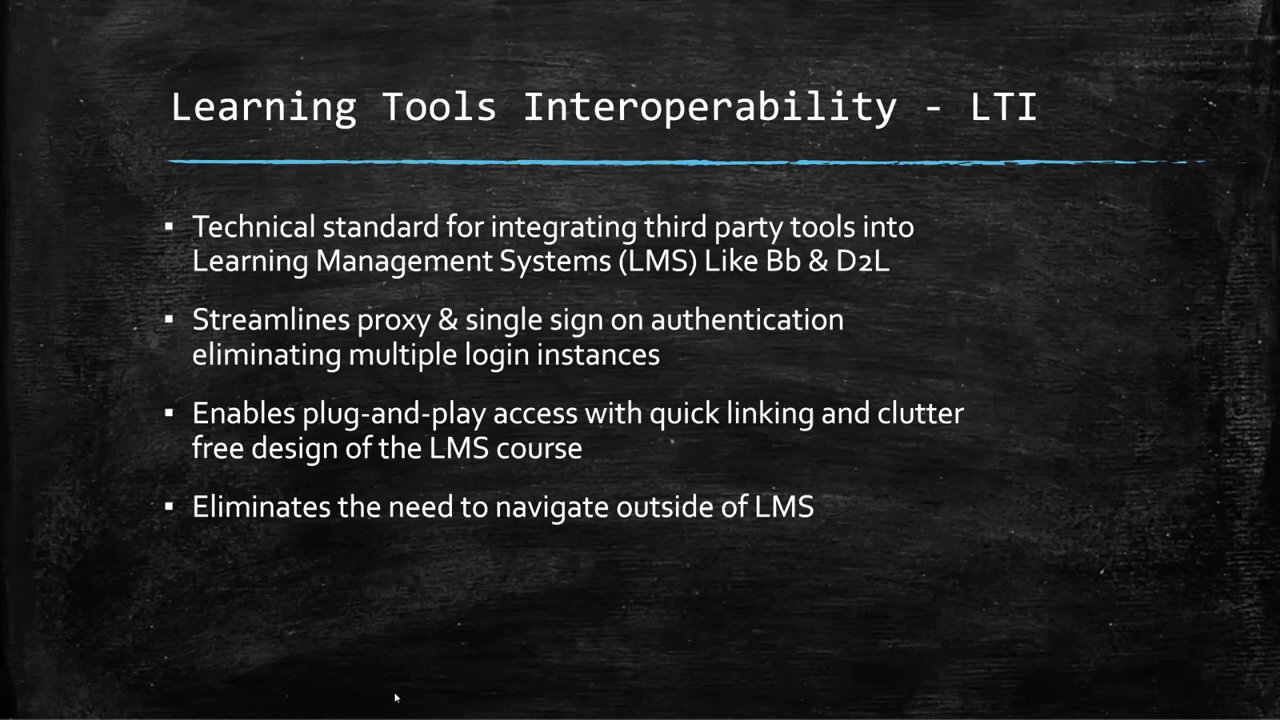 Learning Tools Interoperability - LTI
▪ Technical standard for integrating third party tools into
Learning Management Systems (LMS) Like Bb & D2L
▪ Streamlines proxy & single sign on authentication
eliminating multiple login instances
▪ Enables plug-and-play access with quick linking and clutter
free design of the LMS course
▪ Eliminates the need to navigate outside of LMS